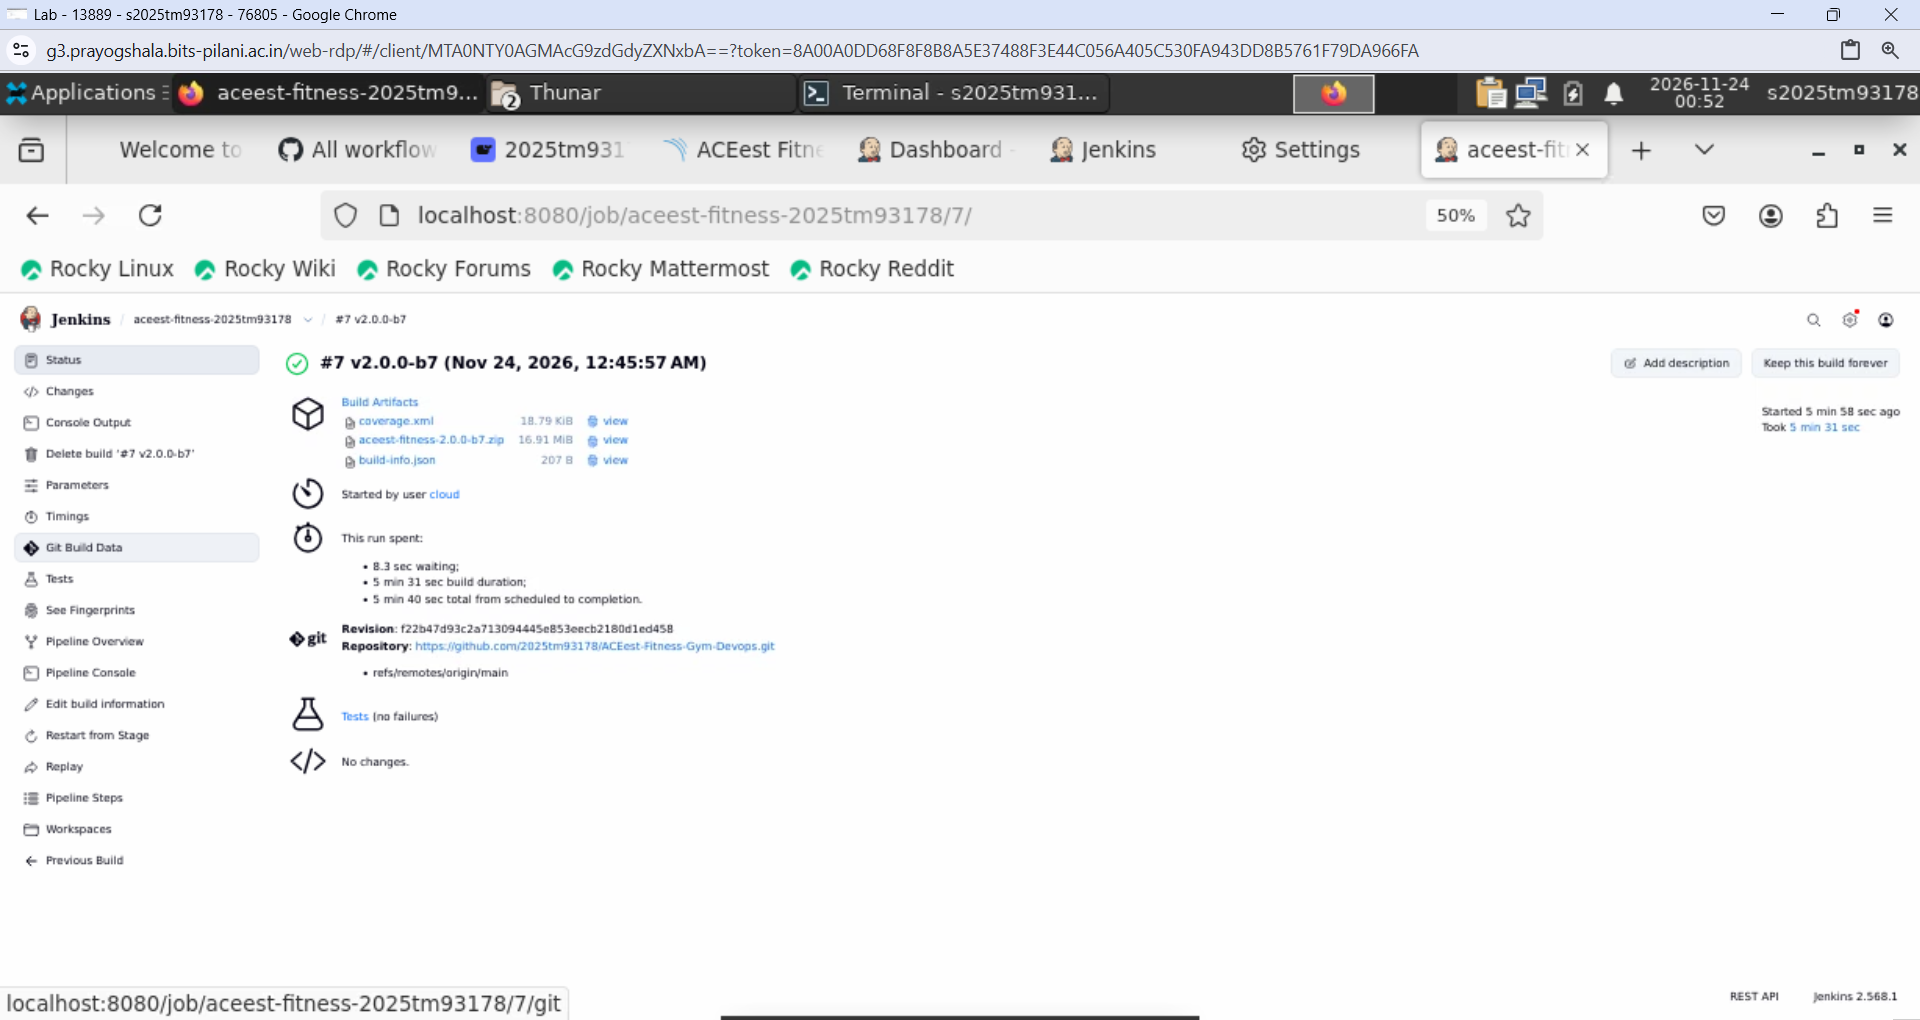 Lab - 13889 - s2025tm93178 - 76805 - Google Chrome
g3.prayogshala.bits-pilani.ac.in/web-rdp/#/client/MTA0NTY0AGMAcG9zdGdyZXNxbA==?token=8A00A0DD68F8F8B8A5E37488F3E44C056A405C530FA943DD8B5761F79DA966FA
Applications
aceest-fitness-2025tm9...
2
Thunar
Terminal - s2025tm931...
2026-11-24
00:52
s2025tm93178
Welcome to
All workflow
2025tm931
ACEest Fitne
Dashboard -
Jenkins
Settings
aceest-fit
localhost:8080/job/aceest-fitness-2025tm93178/7/
50%
Rocky Linux
Rocky Wiki
Rocky Forums
Rocky Mattermost
Rocky Reddit
Jenkins / aceest-fitness-2025tm93178 / #7 v2.0.0-b7
Status
Changes
Console Output
Delete build '#7 v2.0.0-b7'
Parameters
Timings
Git Build Data
Tests
See Fingerprints
Pipeline Overview
Pipeline Console
Edit build information
Restart from Stage
Replay
Pipeline Steps
Workspaces
Previous Build
#7 v2.0.0-b7 (Nov 24, 2026, 12:45:57 AM)
Add description
Keep this build forever
Started 5 min 58 sec ago
Took 5 min 31 sec
Build Artifacts
coverage.xml 18.79 KiB view
aceest-fitness-2.0.0-b7.zip 16.91 MiB view
build-info.json 207 B view
Started by user cloud
This run spent:
• 8.3 sec waiting;
• 5 min 31 sec build duration;
• 5 min 40 sec total from scheduled to completion.
git
Revision: f22b47d93c2a713094445e853eecb2180d1ed458
Repository: https://github.com/2025tm93178/ACEest-Fitness-Gym-Devops.git
• refs/remotes/origin/main
Tests (no failures)
No changes.
localhost:8080/job/aceest-fitness-2025tm93178/7/git
REST API
Jenkins 2.568.1